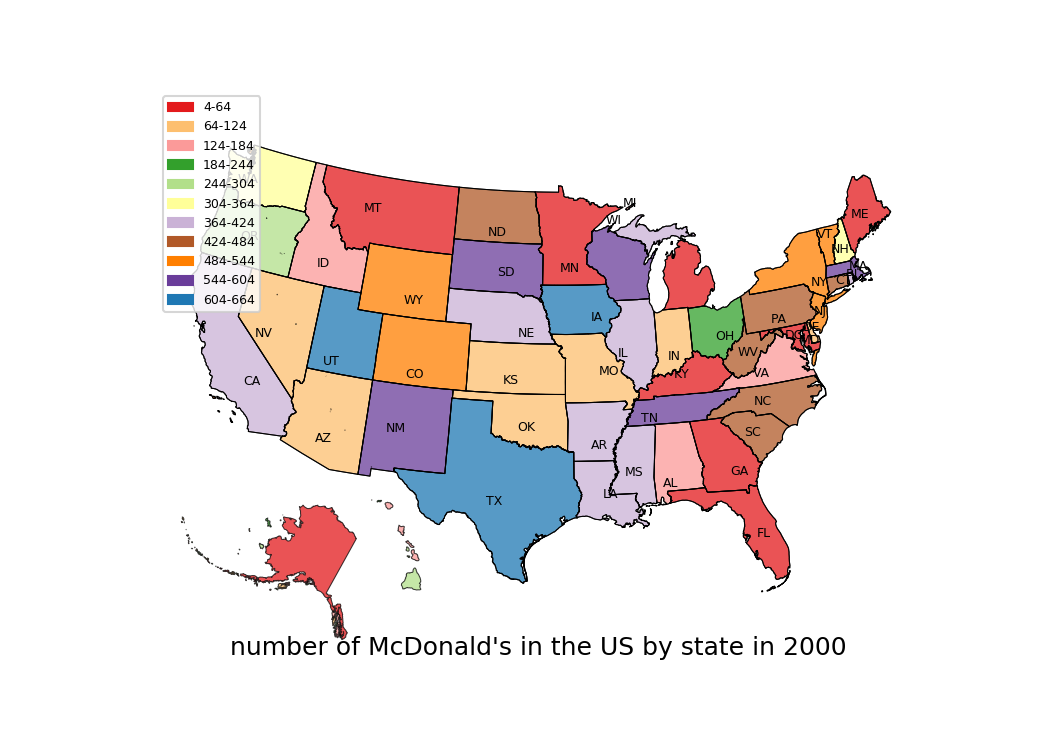 4-64
64-124
124-184
184-244
244-304
304-364
364-424
424-484
484-544
544-604
604-664
MI
WI
MT
ME
VT
ND
OR
NH
ID
MN
SD
MA
WY
NY
IA
NJ
NE
PA
NV
OH
DC
MD
UT
IL
IN
WV
CO
KY
VA
MO
CA
KS
NC
TN
OK
NM
SC
AZ
AR
MS
GA
AL
LA
TX
FL
number of McDonald's in the US by state in 2000